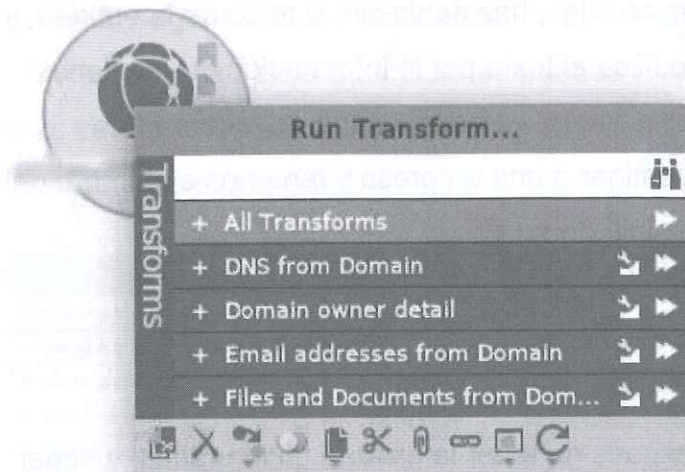 Run Transform...
Transforms
+ All Transforms
+ DNS from Domain
+ Domain owner detail
+ Email addresses from Domain
+ Files and Documents from Dom...